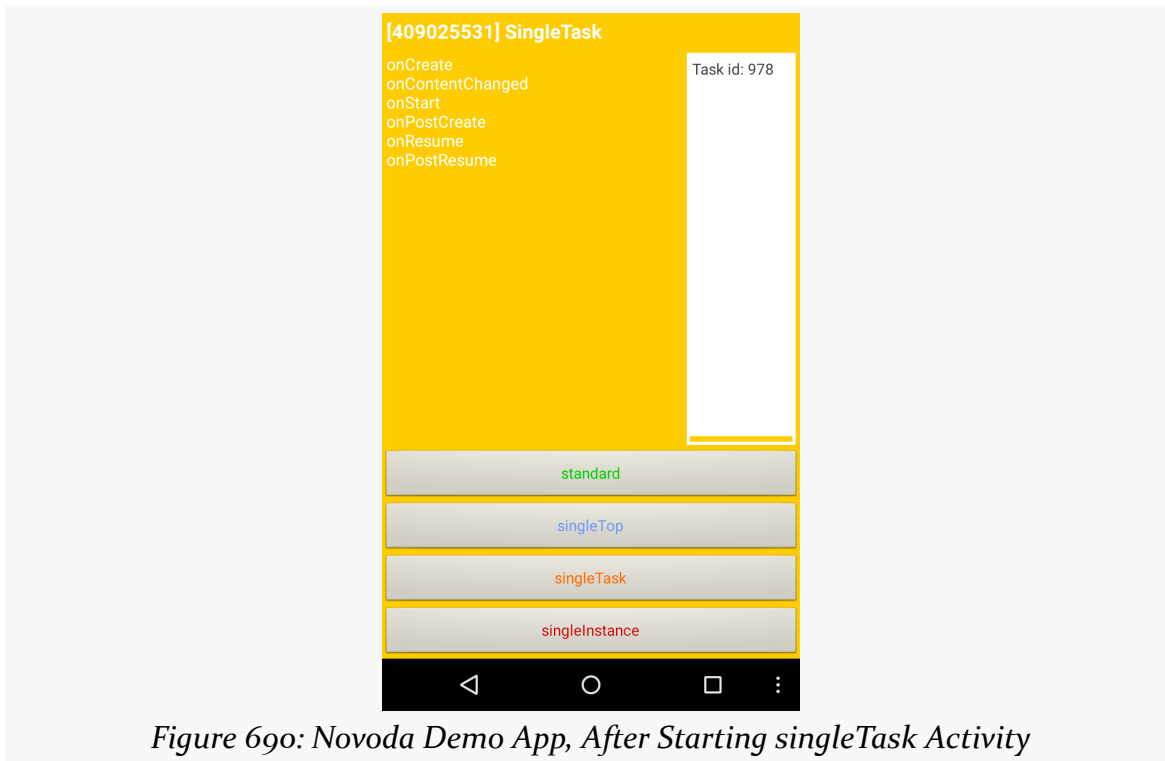 [409025531] SingleTask
onCreate
onContentChanged
onStart
onPostCreate
onResume
onPostResume
Task id: 978
standard
singleTop
singleTask
singleInstance
Figure 690: Novoda Demo App, After Starting singleTask Activity